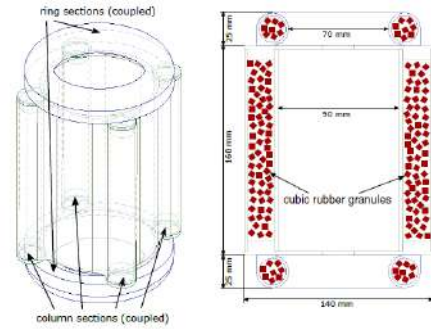 ring sections (coupled)
25 mm
70 mm
160 mm
90 mm
cubic rubber granules
25 mm
column sections (coupled)
140 mm